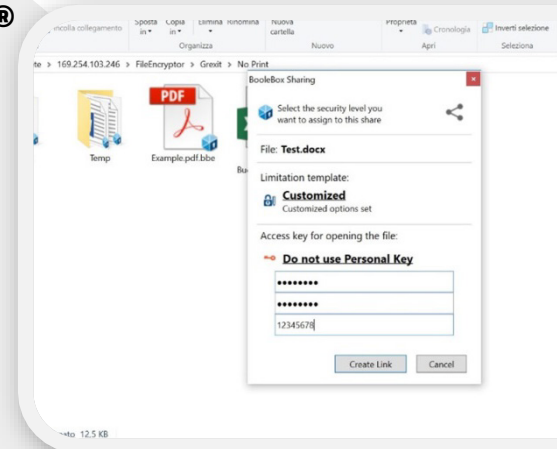 ®
incolla collegamento
Sposta in
Copia in
Elimina
Rinomina
Nuova cartella
Proprietà
Cronologia
Inverti selezione
Organizza
Nuovo
Apri
Seleziona
169.254.103.246 > FileEncryptor > Grexit > No Print
BooleBox Sharing
Select the security level you
want to assign to this share
File: Test.docx
Limitation template:
Customized
Customized options set
Access key for opening the file:
Do not use Personal Key
••••••••
••••••••
12345678
Create Link
Cancel
PDF
Temp
Example.pdf.bbe
12,5 KB